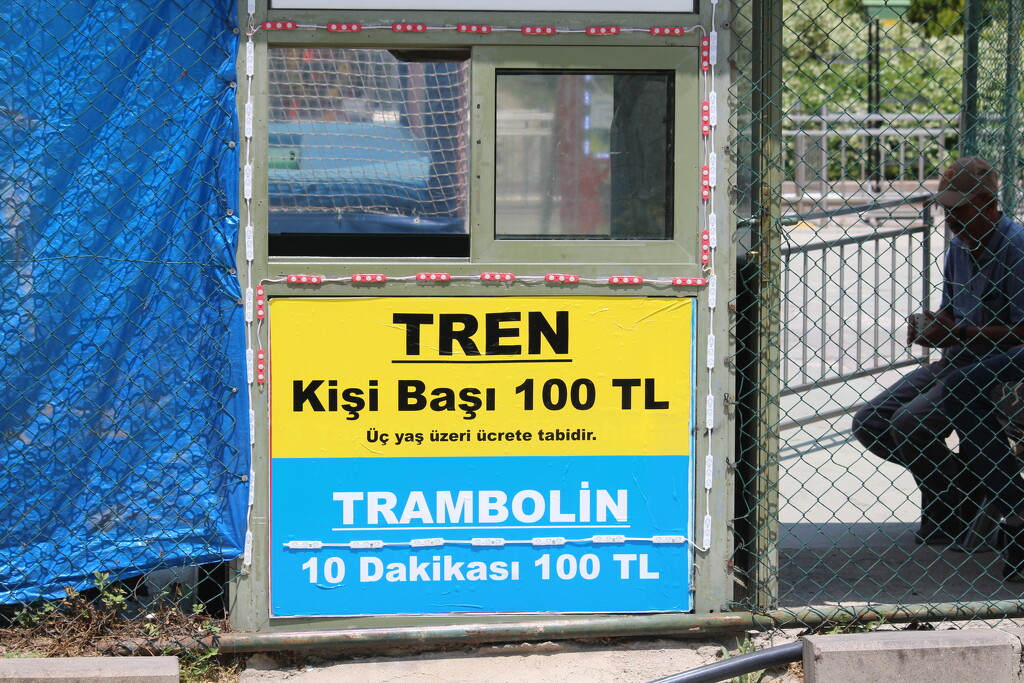 TREN
Kişi Başı 100 TL
Üç yaş üzeri ücrete tabidir.
TRAMBOLİN
10 Dakikası 100 TL